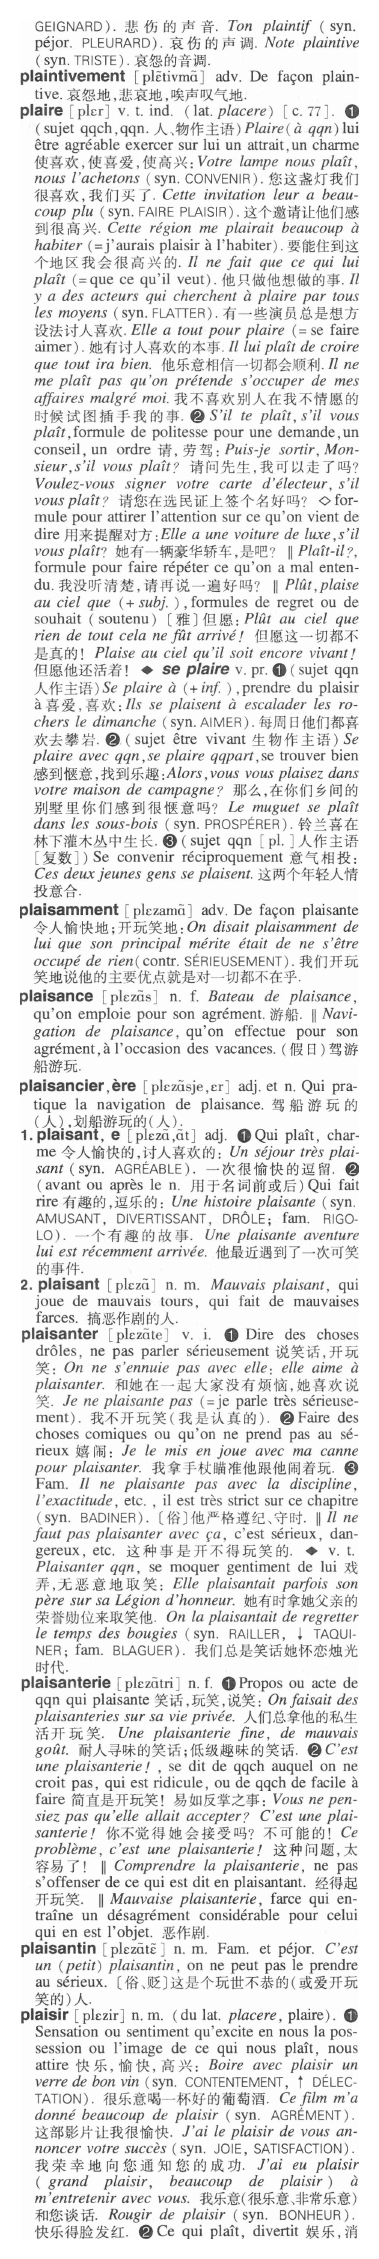 GEIGNARD). 悲伤的声音. Ton plaintif (syn.
péjor. PLEURARD). 哀伤的声调. Note plaintive
(syn. TRISTE). 哀怨的音调.
plaintivement [plɛ̃tivmɑ̃] adv. De façon plain-
tive. 哀怨地,悲哀地,唉声叹气地.
plaire [plɛr] v. t. ind. (lat. placere) [c. 77]. ❶
(sujet qqch, qqn. 人、物作主语) Plaire (à qqn) lui
être agréable exercer sur lui un attrait, un charme
使喜欢,使喜爱,使高兴: Votre lampe nous plaît,
nous l'achetons (syn. CONVENIR). 您这盏灯我们
很喜欢,我们买了. Cette invitation leur a beau-
coup plu (syn. FAIRE PLAISIR). 这个邀请让他们感
到很高兴. Cette région me plairait beaucoup à
habiter (=j'aurais plaisir à l'habiter). 要能住到这
个地区我会很高兴的. Il ne fait que ce qui lui
plaît (=que ce qu'il veut). 他只做他想做的事. Il
y a des acteurs qui cherchent à plaire par tous
les moyens (syn. FLATTER). 有一些演员总是想方
设法讨人喜欢. Elle a tout pour plaire (=se faire
aimer). 她有讨人喜欢的本事. Il lui plaît de croire
que tout ira bien. 他乐意相信一切都会顺利. Il ne
me plaît pas qu'on prétende s'occuper de mes
affaires malgré moi. 我不喜欢别人在我不情愿的
时候试图插手我的事. ❷ S'il te plaît, s'il vous
plaît, formule de politesse pour une demande, un
conseil, un ordre 请,劳驾: Puis-je sortir, Mon-
sieur, s'il vous plaît? 请问先生,我可以走了吗?
Voulez-vous signer votre carte d'électeur, s'il
vous plaît? 请您在选民证上签个名好吗? ◇ for-
mule pour attirer l'attention sur ce qu'on vient de
dire 用来提醒对方: Elle a une voiture de luxe, s'il
vous plaît? 她有一辆豪华轿车,是吧? ‖ Plaît-il?,
formule pour faire répéter ce qu'on a mal enten-
du. 我没听清楚,请再说一遍好吗? ‖ Plût, plaise
au ciel que (+ subj.), formules de regret ou de
souhait (soutenu) [雅]但愿: Plût au ciel que
rien de tout cela ne fût arrivé! 但愿这一切都不
是真的! Plaise au ciel qu'il soit encore vivant!
但愿他还活着! ◆ se plaire v. pr. ❶ (sujet qqn
人作主语) Se plaire à (+inf.), prendre du plaisir
à 喜爱,喜欢: Ils se plaisent à escalader les ro-
chers le dimanche (syn. AIMER). 每周日他们都喜
欢去攀岩. ❷ (sujet être vivant 生物作主语) Se
plaire avec qqn, se plaire qqpart, se trouver bien
感到惬意,找到乐趣: Alors, vous vous plaisez dans
votre maison de campagne? 那么,在你们乡间的
别墅里你们感到很惬意吗? Le muguet se plaît
dans les sous-bois (syn. PROSPÉRER). 铃兰喜在
林下灌木丛中生长. ❸ (sujet qqn [pl.]人作主语
[复数]) Se convenir réciproquement 意气相投:
Ces deux jeunes gens se plaisent. 这两个年轻人情
投意合.
plaisamment [plɛzamɑ̃] adv. De façon plaisante
令人愉快地;开玩笑地: On disait plaisamment de
lui que son principal mérite était de ne s'être
occupé de rien (contr. SÉRIEUSEMENT). 我们开玩
笑地说他的主要优点就是对一切都不在乎.
plaisance [plɛzɑ̃s] n. f. Bateau de plaisance,
qu'on emploie pour son agrément. 游船. ‖ Navi-
gation de plaisance, qu'on effectue pour son
agrément, à l'occasion des vacances. (假日)驾游
船游玩.
plaisancier, ère [plɛzɑ̃sje, ɛr] adj. et n. Qui pra-
tique la navigation de plaisance. 驾船游玩的
(人),划船游玩的(人).
1. plaisant, e [plɛzɑ̃, ɑ̃t] adj. ❶ Qui plaît, char-
me 令人愉快的,讨人喜欢的: Un séjour très plai-
sant (syn. AGRÉABLE). 一次很愉快的逗留. ❷
(avant ou après le n. 用于名词前或后) Qui fait
rire 有趣的,逗乐的: Une histoire plaisante (syn.
AMUSANT, DIVERTISSANT, DRÔLE; fam. RIGO-
LO). 一个有趣的故事. Une plaisante aventure
lui est récemment arrivée. 他最近遇到了一次可笑
的事件.
2. plaisant [plɛzɑ̃] n. m. Mauvais plaisant, qui
joue de mauvais tours, qui fait de mauvaises
farces. 搞恶作剧的人.
plaisanter [plɛzɑ̃te] v. i. ❶ Dire des choses
drôles, ne pas parler sérieusement 说笑话,开玩
笑: On ne s'ennuie pas avec elle: elle aime à
plaisanter. 和她在一起大家没有烦恼,她喜欢说
笑. Je ne plaisante pas (=je parle très sérieuse-
ment). 我不开玩笑(我是认真的). ❷ Faire des
choses comiques ou qu'on ne prend pas au sé-
rieux 嬉闹: Je le mis en joue avec ma canne
pour plaisanter. 我拿手杖瞄准他跟他闹着玩. ❸
Fam. Il ne plaisante pas avec la discipline,
l'exactitude, etc., il est très strict sur ce chapitre
(syn. BADINER). [俗]他严格遵纪、守时. ‖ Il ne
faut pas plaisanter avec ça, c'est sérieux, dan-
gereux, etc. 这种事是开不得玩笑的. ◆ v. t.
Plaisanter qqn, se moquer gentiment de lui 戏
弄,无恶意地取笑: Elle plaisantait parfois son
père sur sa Légion d'honneur. 她有时拿她父亲的
荣誉勋位来取笑他. On la plaisantait de regretter
le temps des bougies (syn. RAILLER, ↓ TAQUI-
NER; fam. BLAGUER). 我们总是笑话她怀恋烛光
时代.
plaisanterie [plɛzɑ̃tri] n. f. ❶ Propos ou acte de
qqn qui plaisante 笑话,玩笑,说笑: On faisait des
plaisanteries sur sa vie privée. 人们总拿他的私生
活开玩笑. Une plaisanterie fine, de mauvais
goût. 耐人寻味的笑话;低级趣味的笑话. ❷ C'est
une plaisanterie!, se dit de qqch auquel on ne
croit pas, qui est ridicule, ou de qqch de facile à
faire 简直是开玩笑! 易如反掌之事: Vous ne pen-
siez pas qu'elle allait accepter? C'est une plai-
santerie! 你不觉得她会接受吗? 不可能的! Ce
problème, c'est une plaisanterie! 这种问题,太
容易了! ‖ Comprendre la plaisanterie, ne pas
s'offenser de ce qui est dit en plaisantant. 经得起
开玩笑. ‖ Mauvaise plaisanterie, farce qui en-
traîne un désagrément considérable pour celui
qui en est l'objet. 恶作剧.
plaisantin [plɛzɑ̃tɛ̃] n. m. Fam. et péjor. C'est
un (petit) plaisantin, on ne peut pas le prendre
au sérieux. [俗、贬]这是个玩世不恭的(或爱开玩
笑的)人.
plaisir [plɛzir] n. m. (du lat. placere, plaire). ❶
Sensation ou sentiment qu'excite en nous la pos-
session ou l'image de ce qui nous plaît, nous
attire 快乐,愉快,高兴: Boire avec plaisir un
verre de bon vin (syn. CONTENTEMENT, ↑ DÉLEC-
TATION). 很乐意喝一杯好的葡萄酒. Ce film m'a
donné beaucoup de plaisir (syn. AGRÉMENT).
这部影片让我很愉快. J'ai le plaisir de vous an-
noncer votre succès (syn. JOIE, SATISFACTION).
我荣幸地向您通知您的成功. J'ai eu plaisir
( grand plaisir, beaucoup de plaisir ) à
m'entretenir avec vous. 我乐意(很乐意、非常乐意)
和您谈话. Rougir de plaisir (syn. BONHEUR).
快乐得脸发红. ❷ Ce qui plaît, divertit 娱乐,消